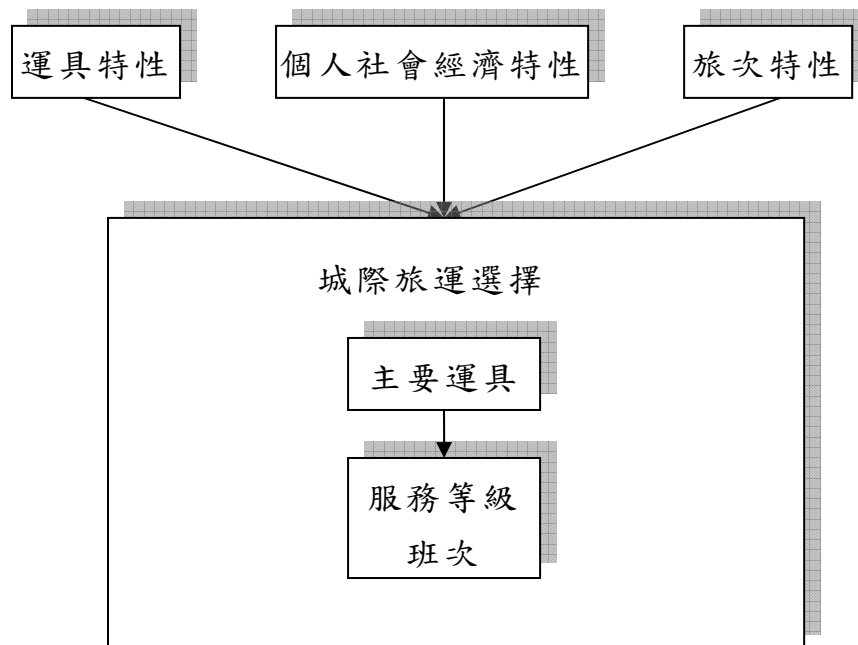 運具特性
個人社會經濟特性
旅次特性
城際旅運選擇
主要運具
服務等級
班次